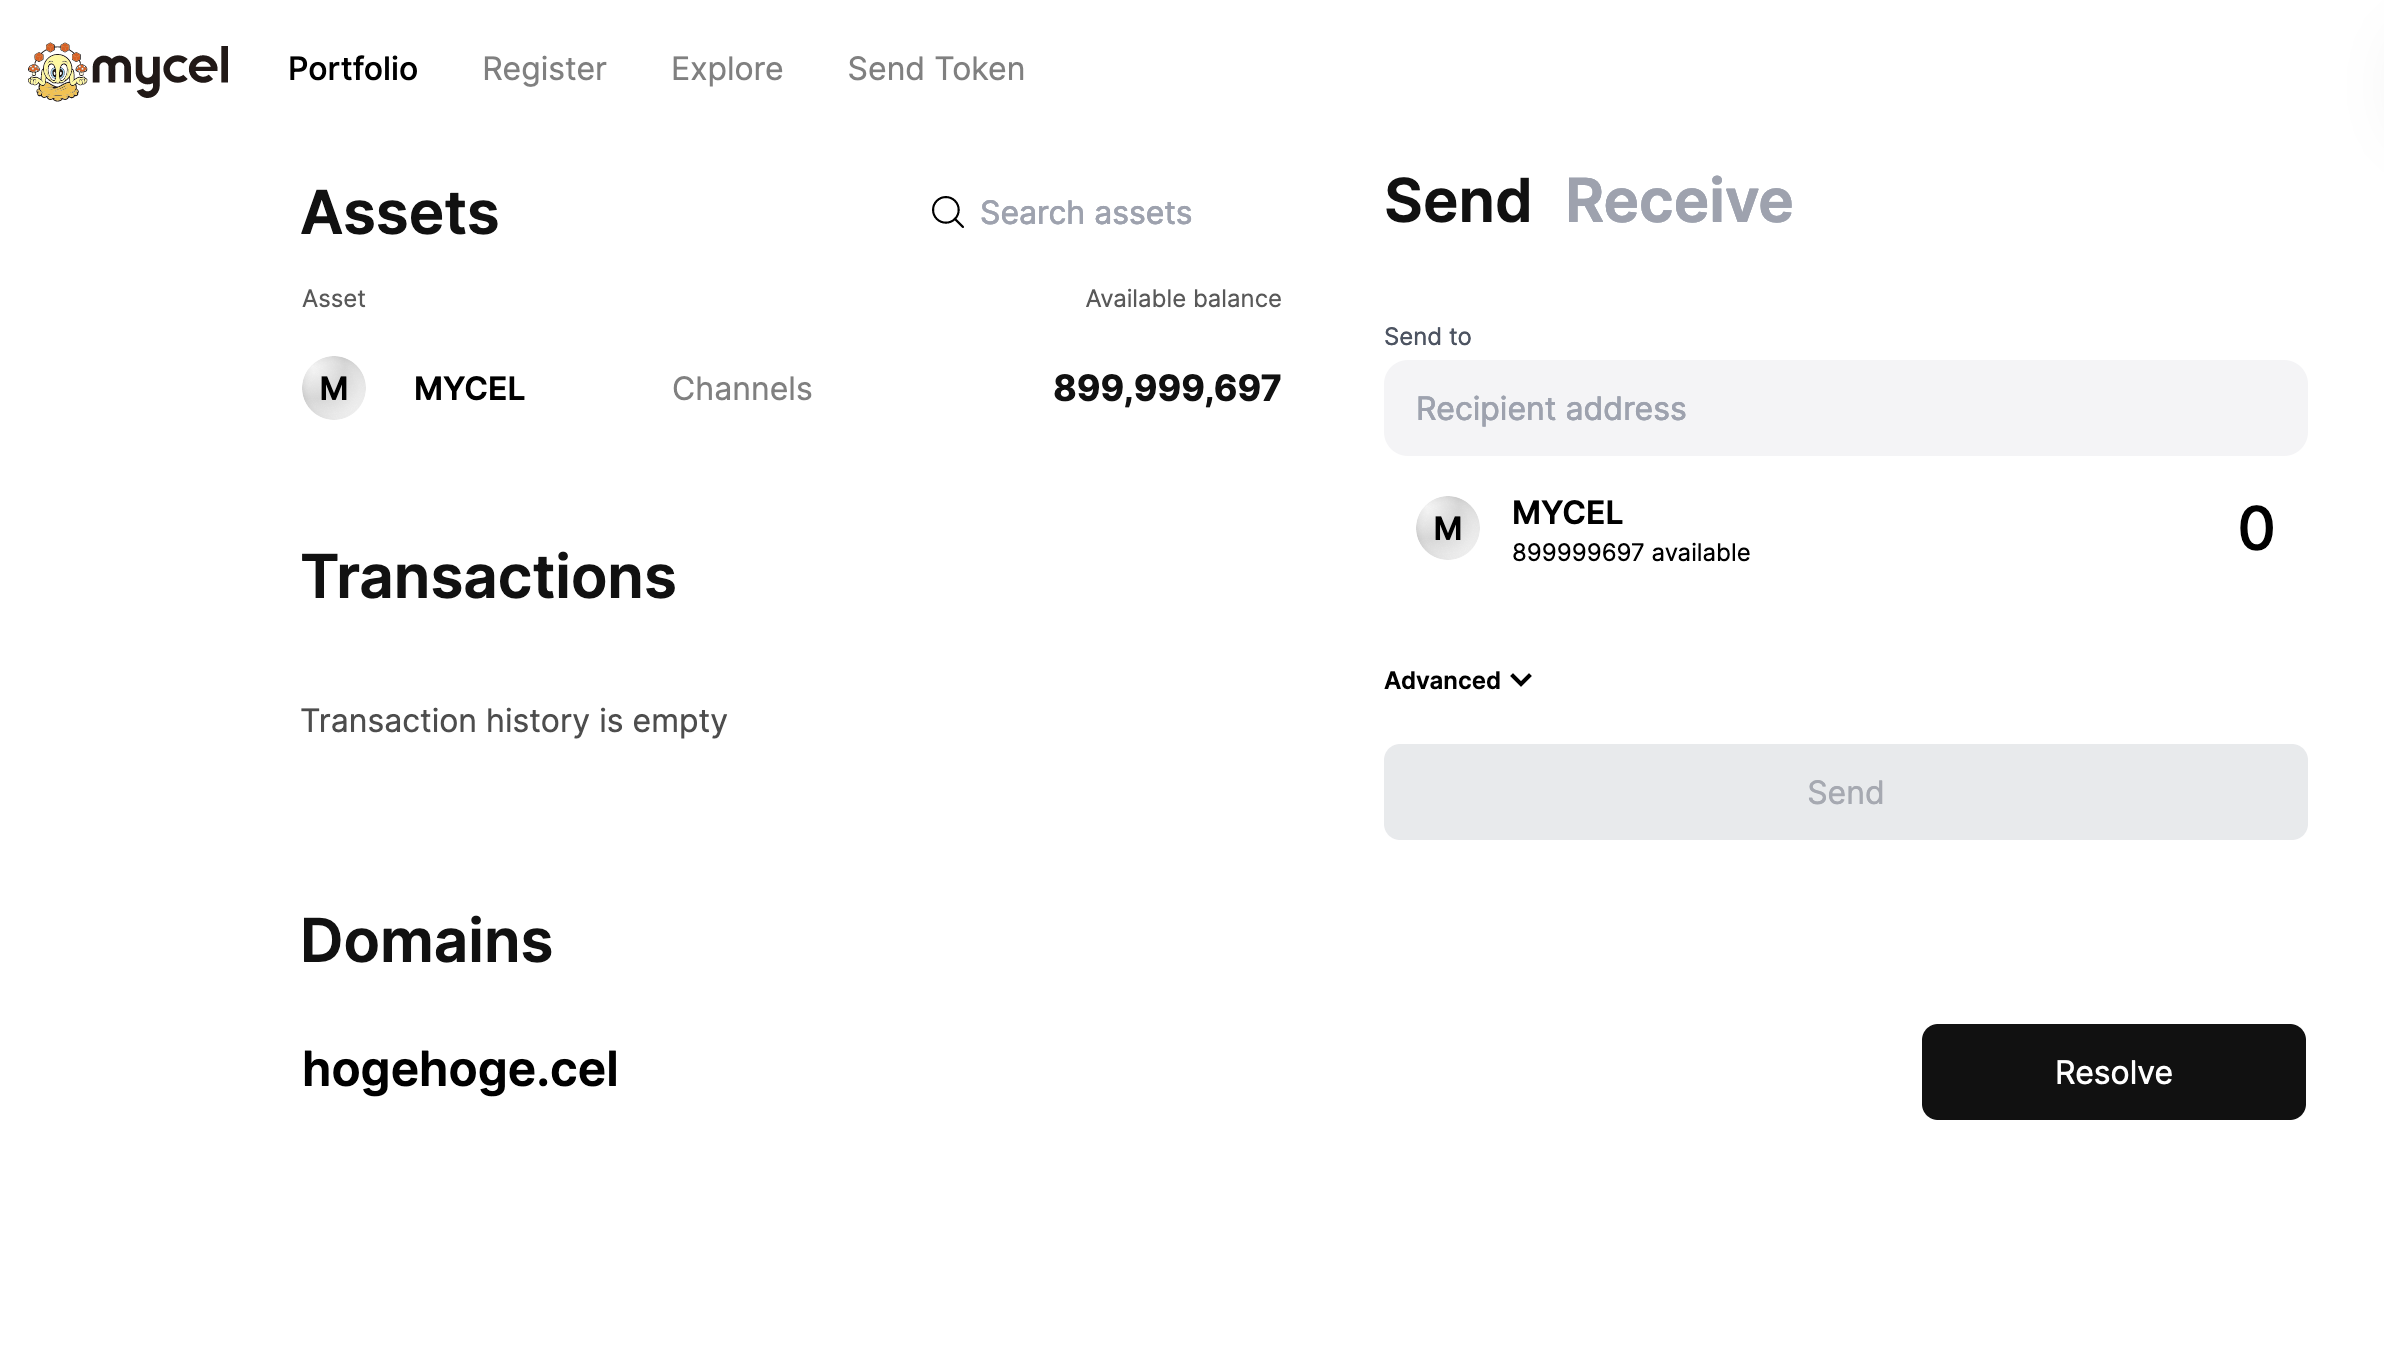 mycel
Portfolio
Register
Explore
Send Token
Assets
Search assets
Asset
Available balance
M
MYCEL
Channels
899,999,697
Transactions
Transaction history is empty
Send
Receive
Send to
Recipient address
M
MYCEL
899999697 available
0
Advanced
Send
Domains
hogehoge.cel
Resolve